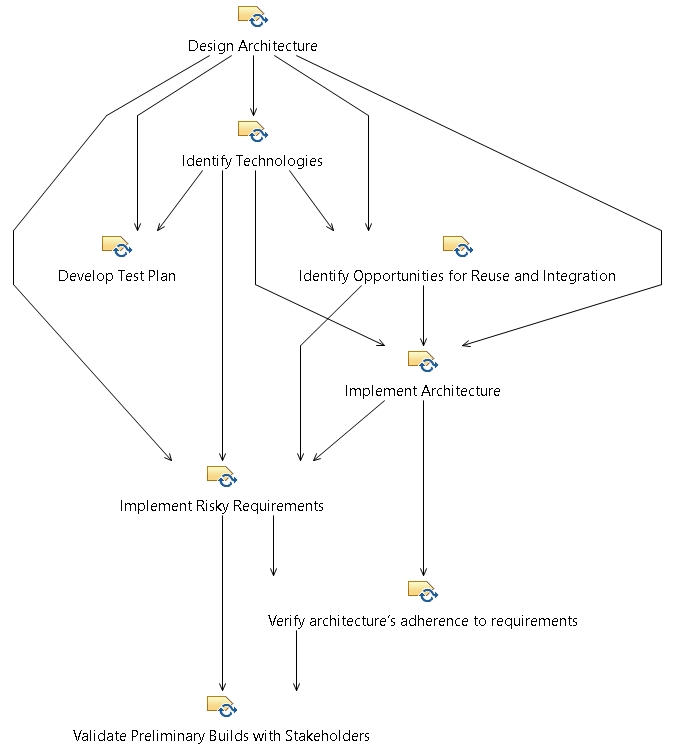 Design Architecture
Identify Technologies
Develop Test Plan
Identify Opportunities for Reuse and Integration
Implement Architecture
Implement Risky Requirements
Verify architecture's adherence to requirements
Validate Preliminary Builds with Stakeholders